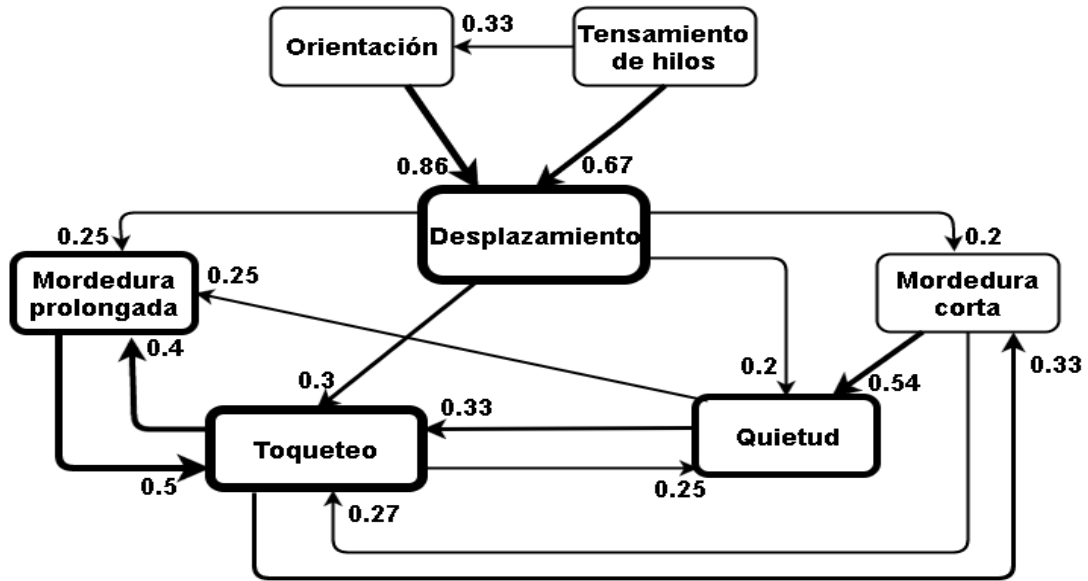 Orientación
0.33
Tensamiento
de hilos
0.86
0.67
Desplazamiento
0.25
0.2
Mordedura
prolongada
0.25
Mordedura
corta
0.4
0.3
0.2
0.54
0.33
Toqueteo
0.33
Quietud
0.5
0.25
0.27